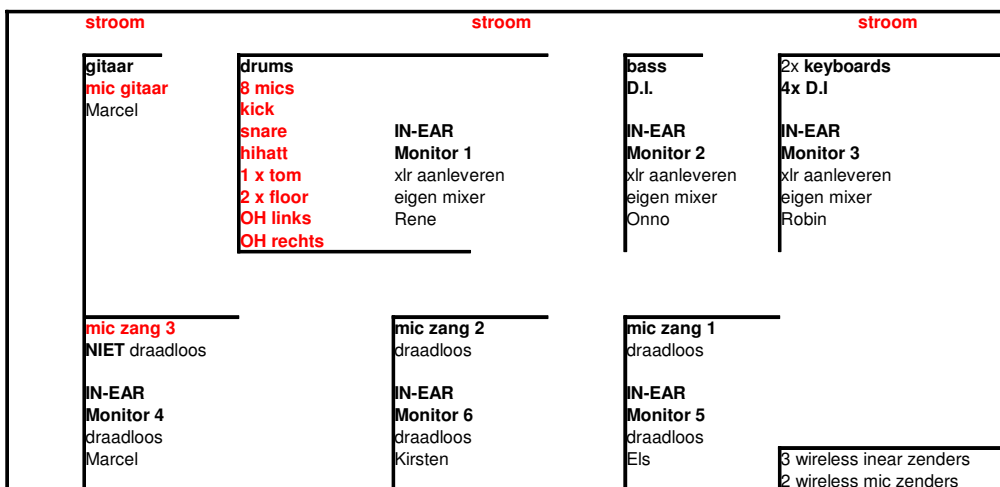 stroom stroom stroom
gitaar
mic gitaar
Marcel
drums
8 mics
kick
snare
hihatt
1 x tom
2 x floor
OH links
OH rechts
IN-EAR
Monitor 1
xlr aanleveren
eigen mixer
Rene
bass
D.I.
IN-EAR
Monitor 2
xlr aanleveren
eigen mixer
Onno
2x keyboards
4x D.I
IN-EAR
Monitor 3
xlr aanleveren
eigen mixer
Robin
mic zang 3
NIET draadloos
IN-EAR
Monitor 4
draadloos
Marcel
mic zang 2
draadloos
IN-EAR
Monitor 6
draadloos
Kirsten
mic zang 1
draadloos
IN-EAR
Monitor 5
draadloos
Els
3 wireless inear zenders
2 wireless mic zenders